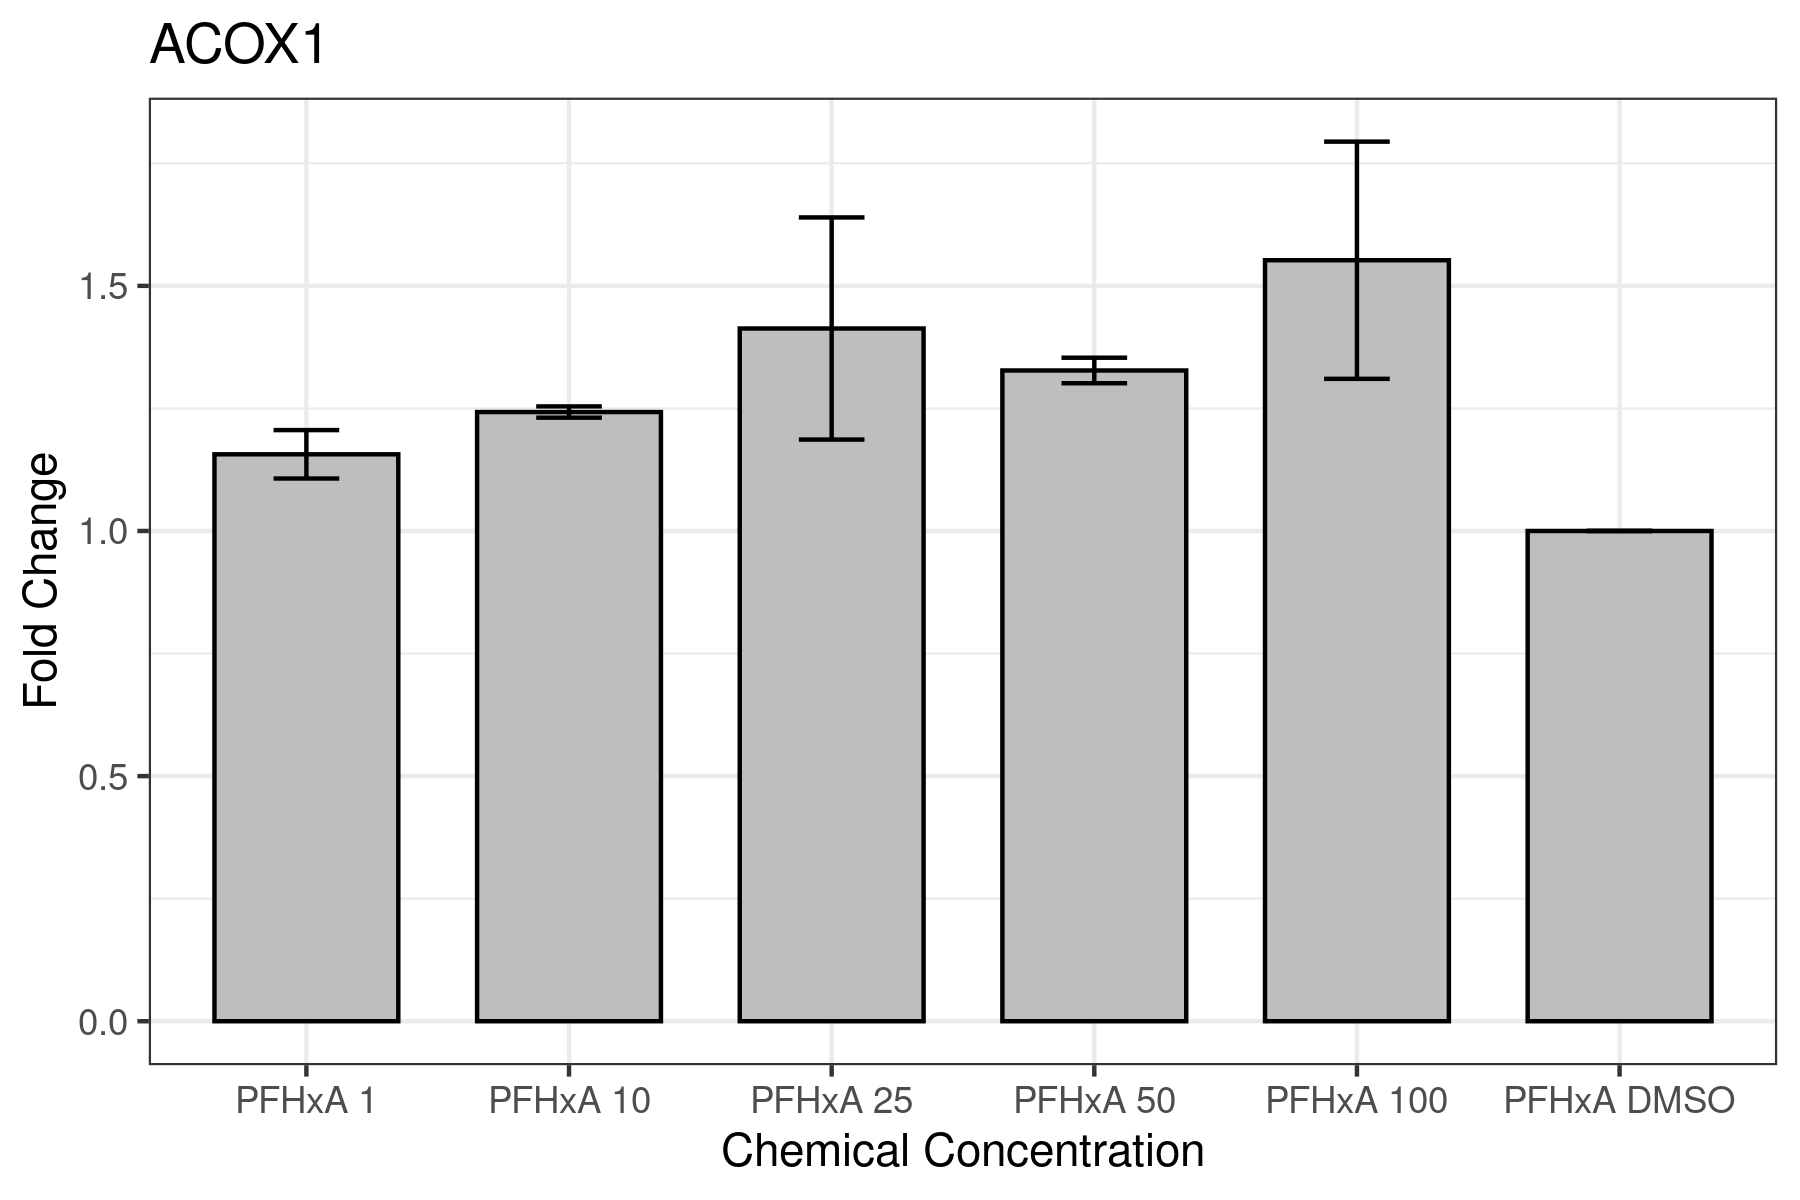 ACOX1
Fold Change
1.5
1.0
0.5
0.0
PFHxA 1
PFHxA 10
PFHxA 25
PFHxA 50
PFHxA 100
PFHxA DMSO
Chemical Concentration